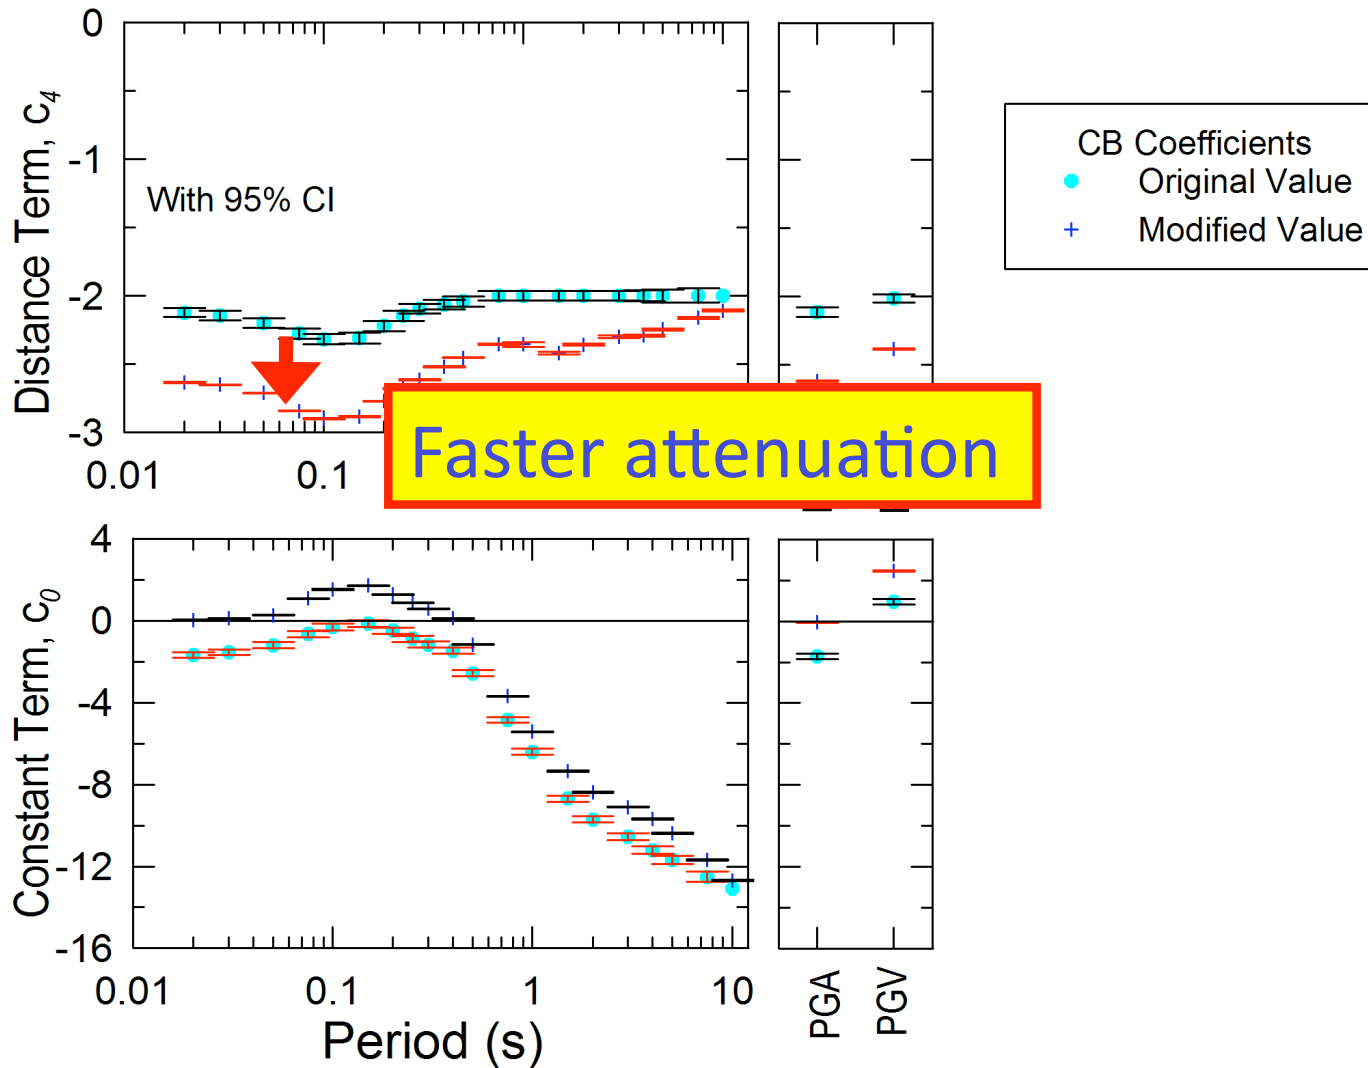 0
-1
-2
-3
Distance Term, c4
With 95% CI
0.01
0.1
CB Coefficients
Original Value
Modified Value
Faster attenuation
4
0
-4
-8
-12
-16
Constant Term, c0
0.01
0.1
1
10
Period (s)
PGA
PGV